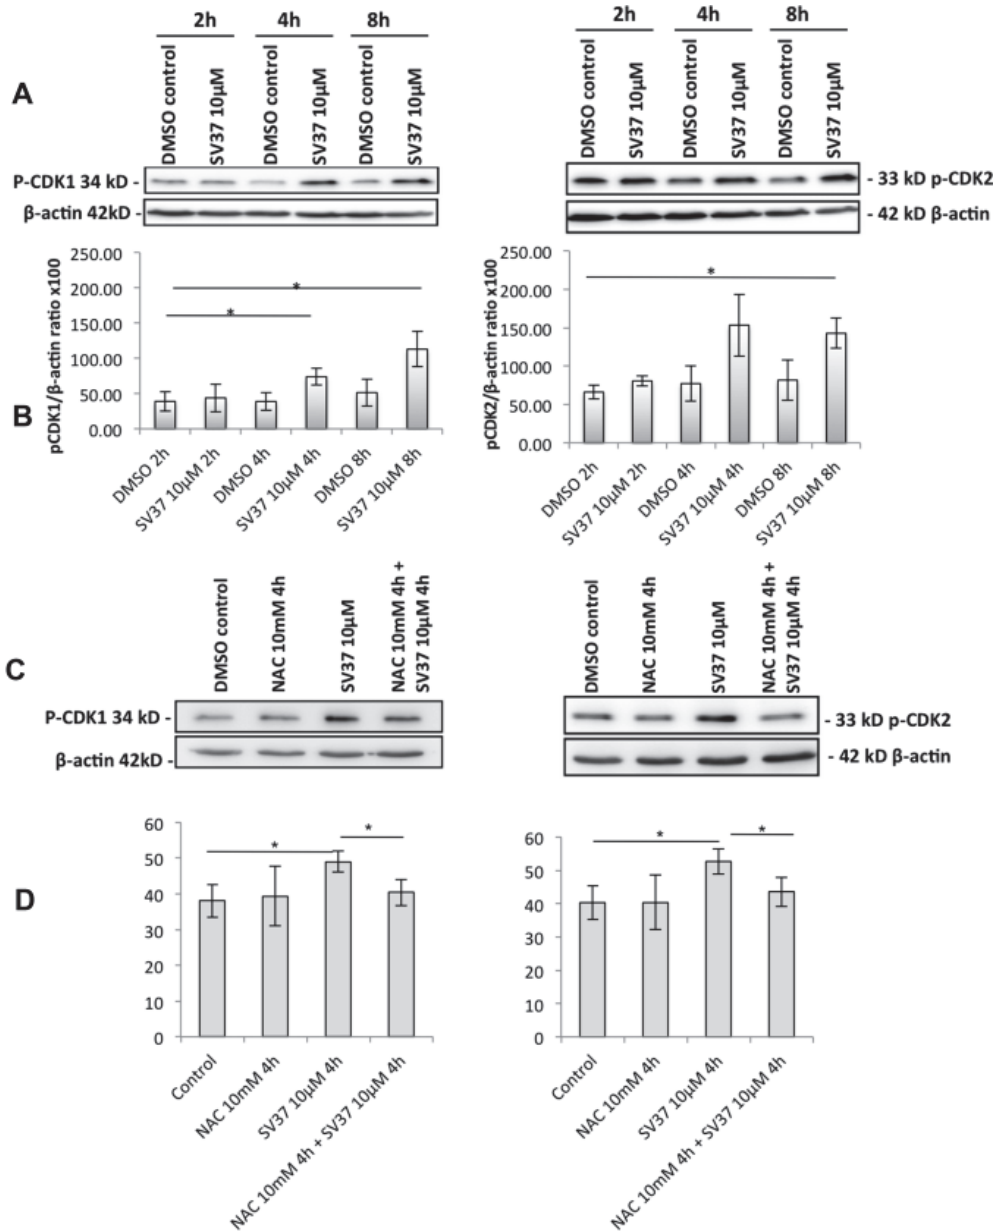 2h 4h 8h
2h 4h 8h
A
DMSO control
SV37 10µM
DMSO control
SV37 10µM
DMSO control
SV37 10µM
DMSO control
SV37 10µM
DMSO control
SV37 10µM
DMSO control
SV37 10µM
P-CDK1 34 kD -
β-actin 42kD -
- 33 kD p-CDK2
- 42 kD β-actin
B
pCDK1/β-actin ratio x100
250.00
200.00
150.00
100.00
50.00
0.00
*
*
DMSO 2h
SV37 10µM 2h
DMSO 4h
SV37 10µM 4h
DMSO 8h
SV37 10µM 8h
pCDK2/β-actin ratio x100
250.00
200.00
150.00
100.00
50.00
0.00
*
DMSO 2h
SV37 10µM 2h
DMSO 4h
SV37 10µM 4h
DMSO 8h
SV37 10µM 8h
C
DMSO control
NAC 10mM 4h
SV37 10µM
NAC 10mM 4h +
SV37 10µM 4h
DMSO control
NAC 10mM 4h
SV37 10µM
NAC 10mM 4h +
SV37 10µM 4h
P-CDK1 34 kD -
β-actin 42kD -
- 33 kD p-CDK2
- 42 kD β-actin
D
60
50
40
30
20
10
0
*
*
Control
NAC 10mM 4h
SV37 10µM 4h
NAC 10mM 4h + SV37 10µM 4h
60
50
40
30
20
10
0
*
*
Control
NAC 10mM 4h
SV37 10µM 4h
NAC 10mM 4h + SV37 10µM 4h